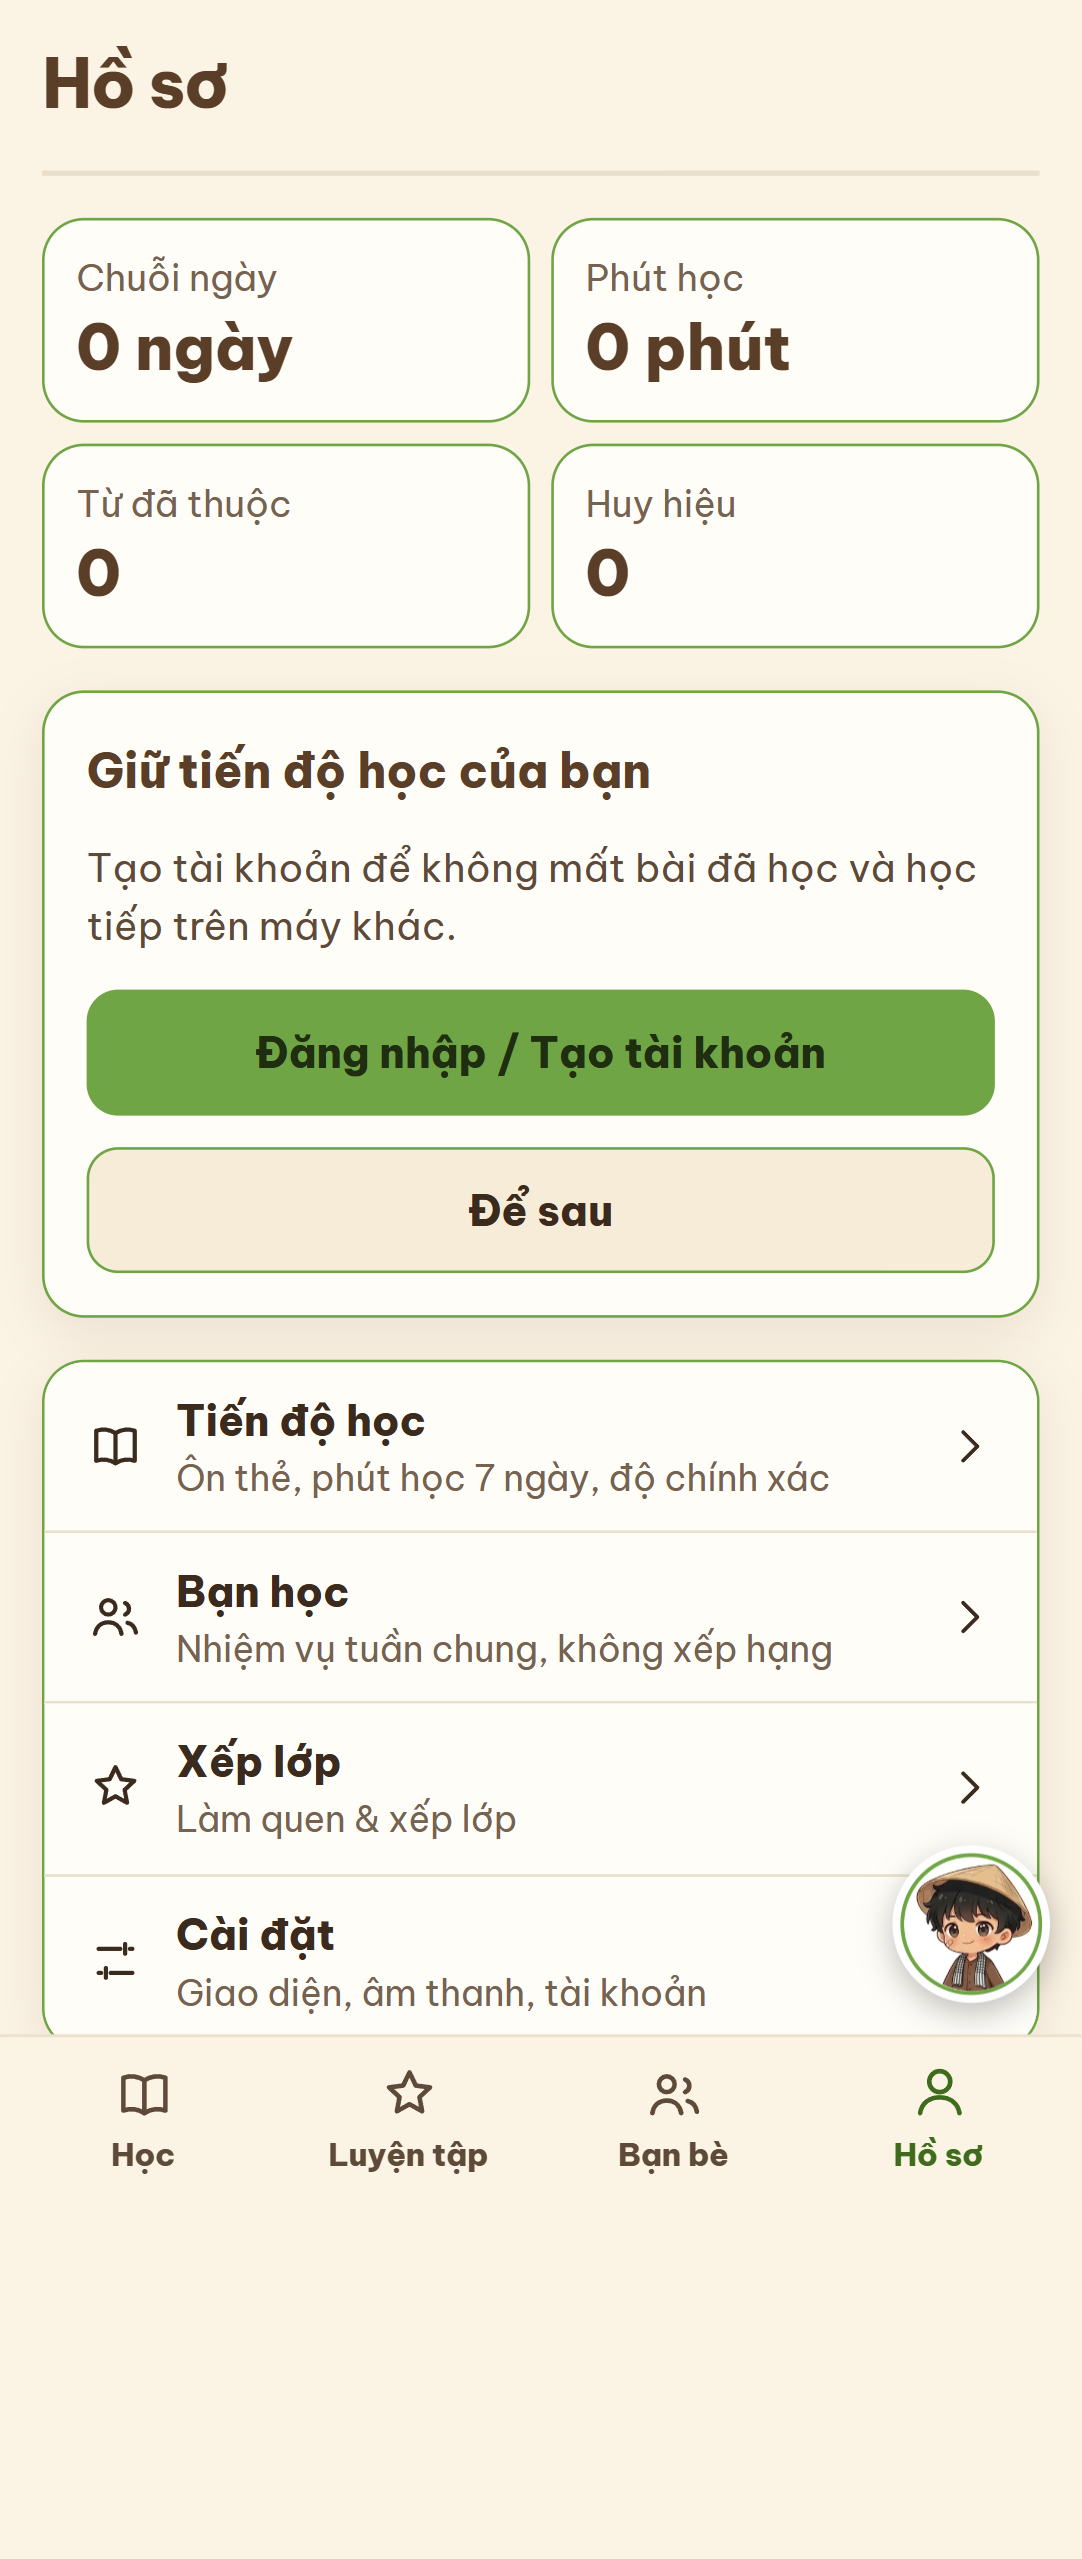 Hồ sơ
Chuỗi ngày
0 ngày
Phút học
0 phút
Từ đã thuộc
0
Huy hiệu
0
Giữ tiến độ học của bạn
Tạo tài khoản để không mất bài đã học và học
tiếp trên máy khác.
Đăng nhập / Tạo tài khoản
Để sau
Tiến độ học
Ôn thẻ, phút học 7 ngày, độ chính xác
Bạn học
Nhiệm vụ tuần chung, không xếp hạng
Xếp lớp
Làm quen & xếp lớp
Cài đặt
Giao diện, âm thanh, tài khoản
Học
Luyện tập
Bạn bè
Hồ sơ